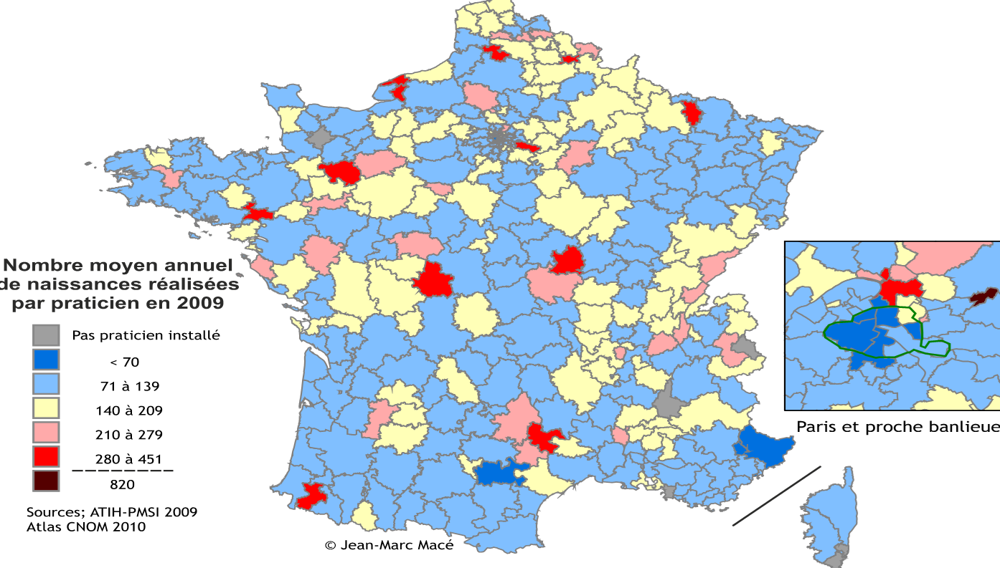 Nombre moyen annuel
de naissances réalisées
par praticien en 2009
Pas praticien installé
< 70
71 à 139
140 à 209
210 à 279
280 à 451
820
Sources; ATIH-PMSI 2009
Atlas CNOM 2010
© Jean-Marc Macé
Paris et proche banlieue